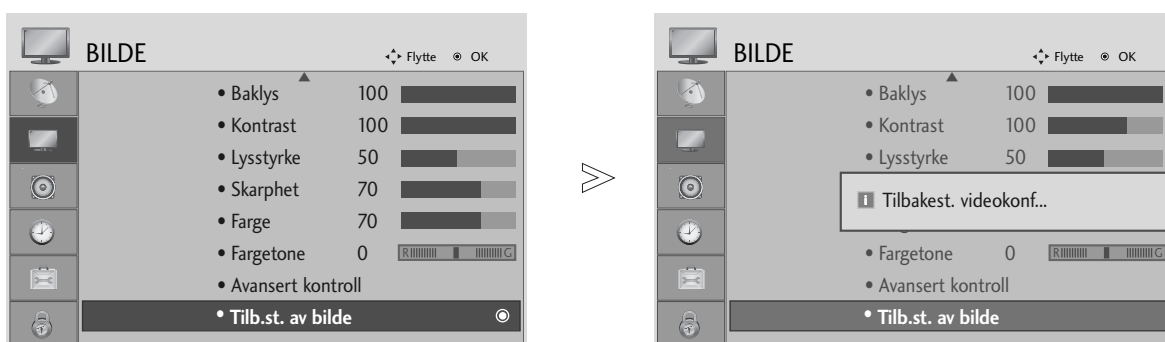 BILDE
Flytte OK
• Baklys 100
• Kontrast 100
• Lysstyrke 50
• Skarphet 70
• Farge 70
• Fargetone 0 R G
• Avansert kontroll
• Tilb.st. av bilde
BILDE
Flytte OK
• Baklys 100
• Kontrast 100
• Lysstyrke 50
i Tilbakest. videokonf...
• Fargetone 0 R G
• Avansert kontroll
• Tilb.st. av bilde